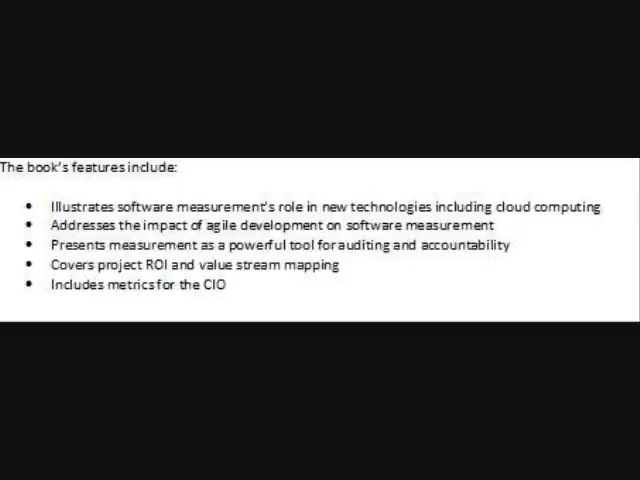 The book's features include:
• Illustrates software measurement's role in new technologies including cloud computing
• Addresses the impact of agile development on software measurement
• Presents measurement as a powerful tool for auditing and accountability
• Covers project ROI and value stream mapping
• Includes metrics for the CIO